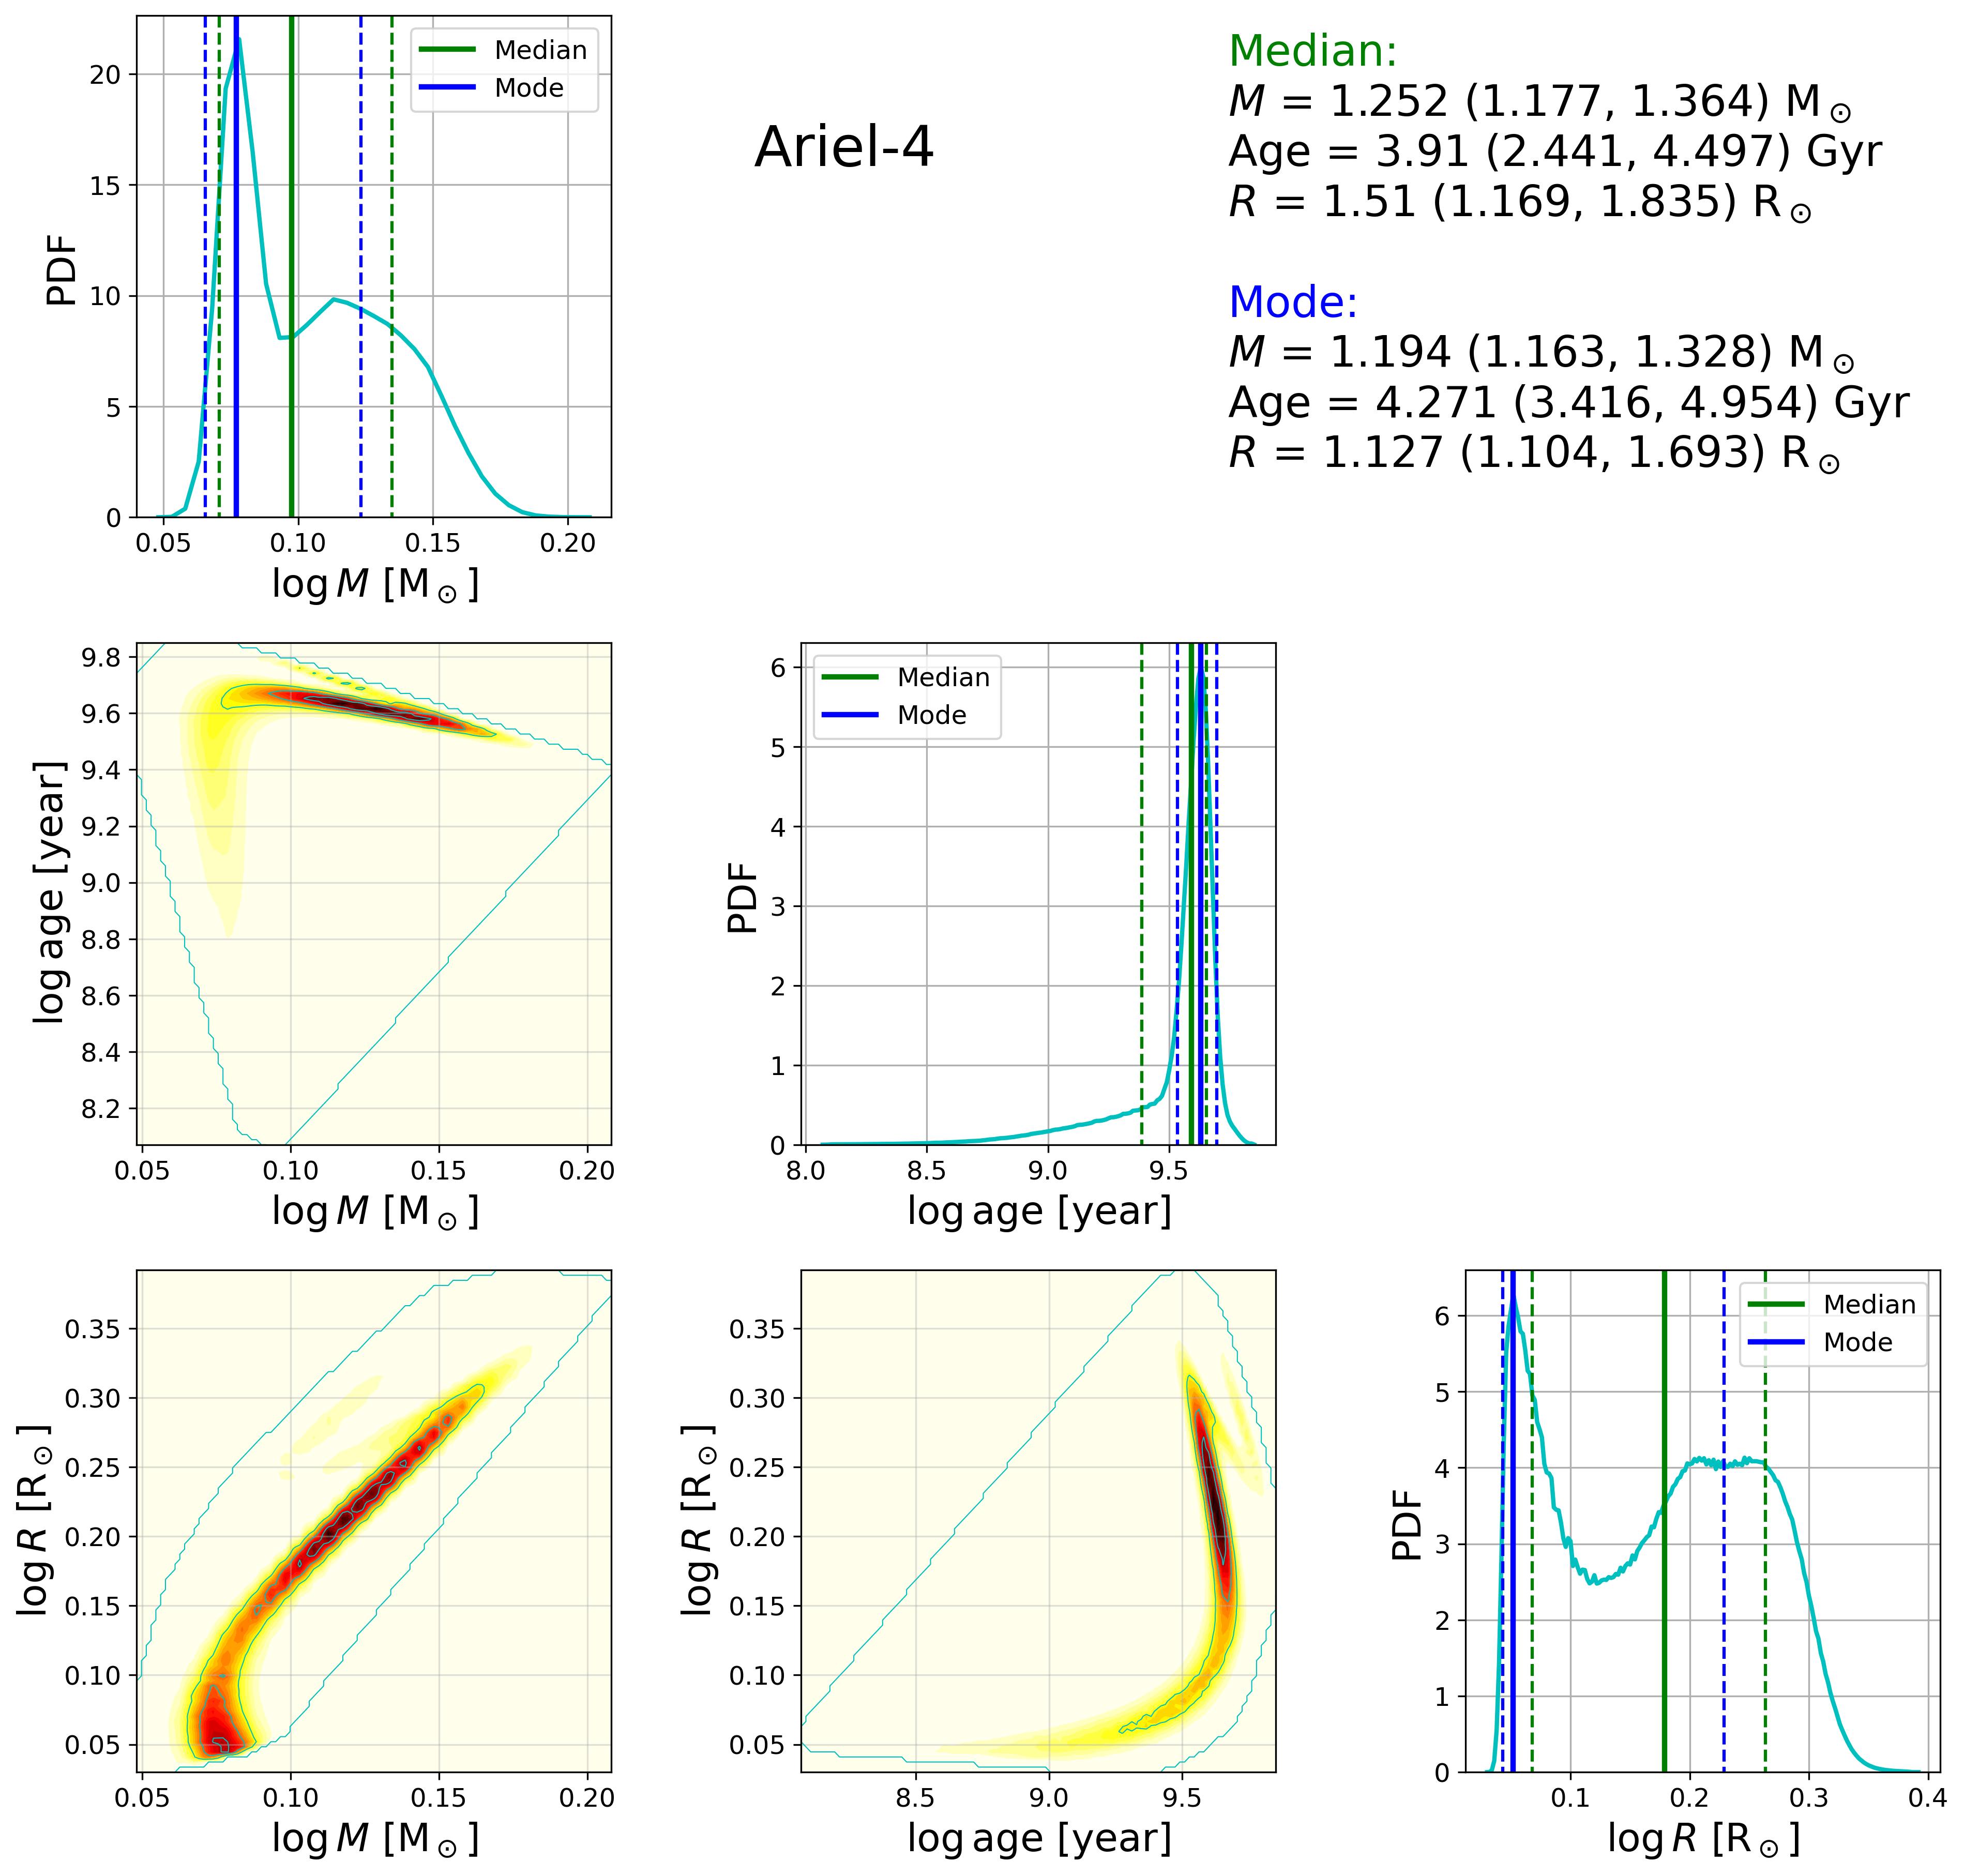 Median
Mode
20
15
10
5
0
PDF
0.05 0.10 0.15 0.20
log M [M⊙]
Ariel-4
Median:
M = 1.252 (1.177, 1.364) M⊙
Age = 3.91 (2.441, 4.497) Gyr
R = 1.51 (1.169, 1.835) R⊙
Mode:
M = 1.194 (1.163, 1.328) M⊙
Age = 4.271 (3.416, 4.954) Gyr
R = 1.127 (1.104, 1.693) R⊙
9.8
9.6
9.4
9.2
9.0
8.8
8.6
8.4
8.2
log age [year]
0.05 0.10 0.15 0.20
log M [M⊙]
Median
Mode
6
5
4
3
2
1
0
PDF
8.0 8.5 9.0 9.5
log age [year]
0.35
0.30
0.25
0.20
0.15
0.10
0.05
log R [R⊙]
0.05 0.10 0.15 0.20
log M [M⊙]
0.35
0.30
0.25
0.20
0.15
0.10
0.05
log R [R⊙]
8.5 9.0 9.5
log age [year]
Median
Mode
6
5
4
3
2
1
0
PDF
0.1 0.2 0.3 0.4
log R [R⊙]